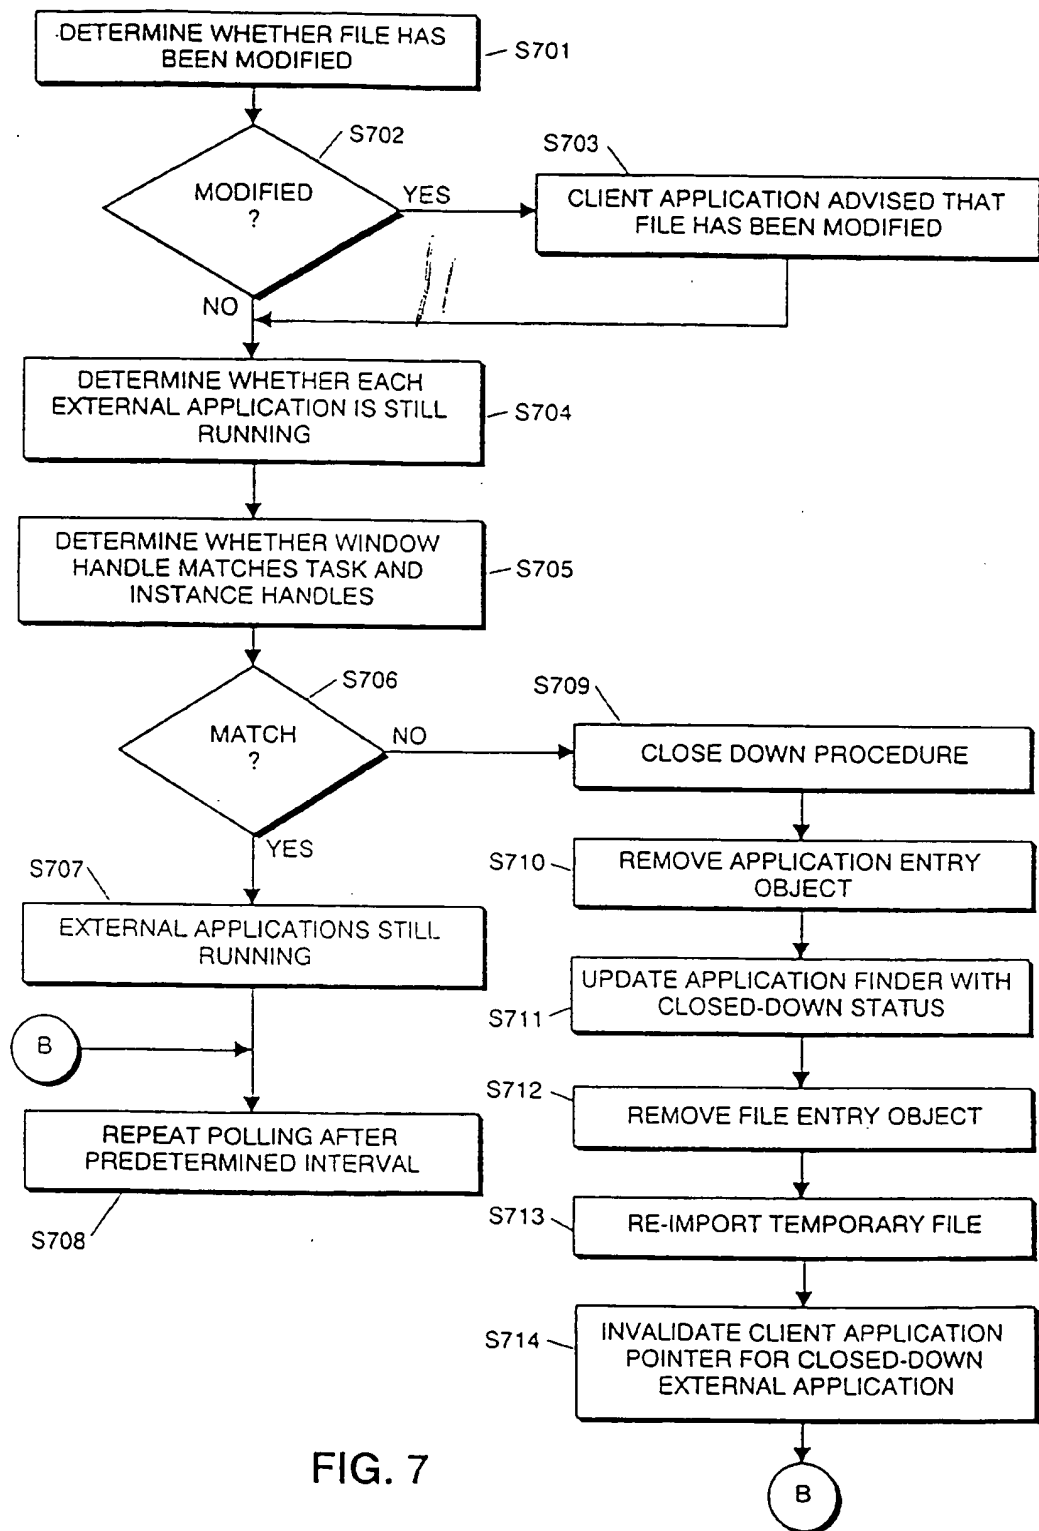 DETERMINE WHETHER FILE HAS
BEEN MODIFIED
S701
S702
MODIFIED
?
YES
NO
S703
CLIENT APPLICATION ADVISED THAT
FILE HAS BEEN MODIFIED
DETERMINE WHETHER EACH
EXTERNAL APPLICATION IS STILL
RUNNING
S704
DETERMINE WHETHER WINDOW
HANDLE MATCHES TASK AND
INSTANCE HANDLES
S705
S706
MATCH
?
NO
YES
S707
EXTERNAL APPLICATIONS STILL
RUNNING
B
REPEAT POLLING AFTER
PREDETERMINED INTERVAL
S708
S709
CLOSE DOWN PROCEDURE
S710
REMOVE APPLICATION ENTRY
OBJECT
UPDATE APPLICATION FINDER WITH
CLOSED-DOWN STATUS
S711
S712
REMOVE FILE ENTRY OBJECT
S713
RE-IMPORT TEMPORARY FILE
S714
INVALIDATE CLIENT APPLICATION
POINTER FOR CLOSED-DOWN
EXTERNAL APPLICATION
B
FIG. 7